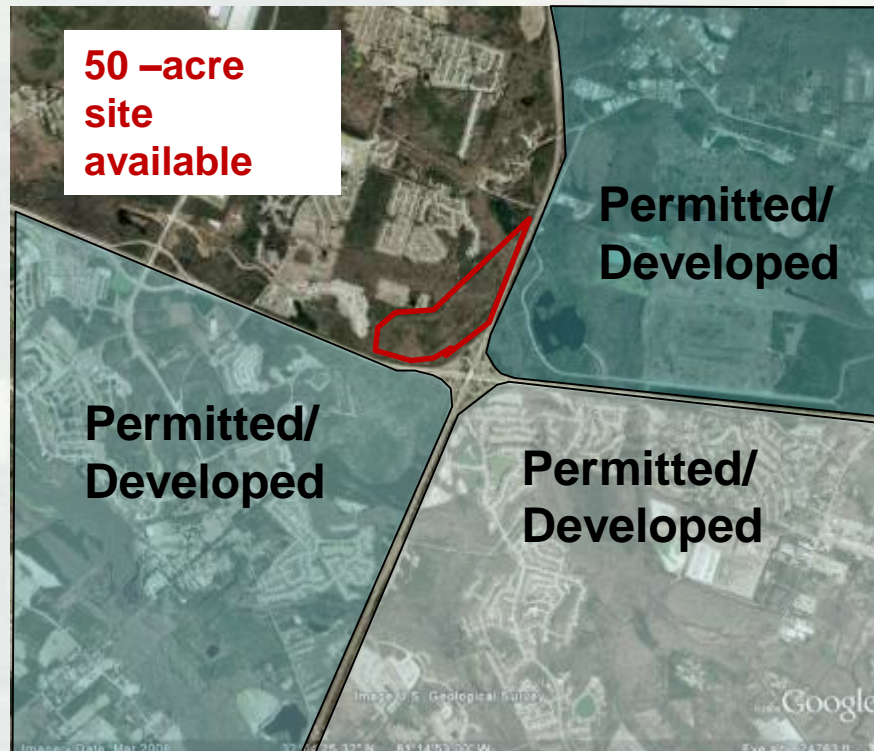 50 –acre
site
available
Permitted/
Developed
Permitted/
Developed
Permitted/
Developed
Image U.S. Geological Survey
Google